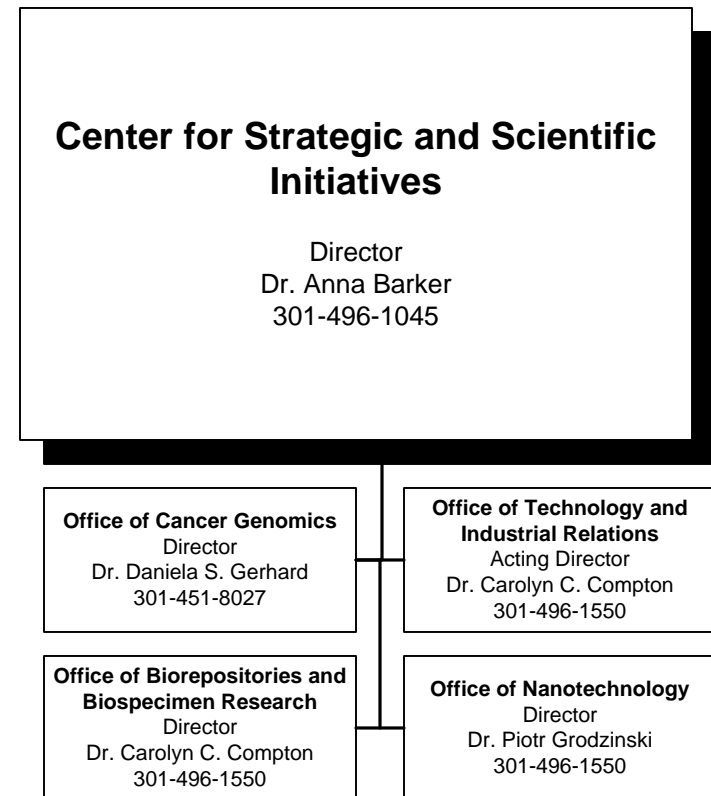 Center for Strategic and Scientific
Initiatives
Director
Dr. Anna Barker
301-496-1045
Office of Cancer Genomics
Director
Dr. Daniela S. Gerhard
301-451-8027
Office of Technology and
Industrial Relations
Acting Director
Dr. Carolyn C. Compton
301-496-1550
Office of Biorepositories and
Biospecimen Research
Director
Dr. Carolyn C. Compton
301-496-1550
Office of Nanotechnology
Director
Dr. Piotr Grodzinski
301-496-1550